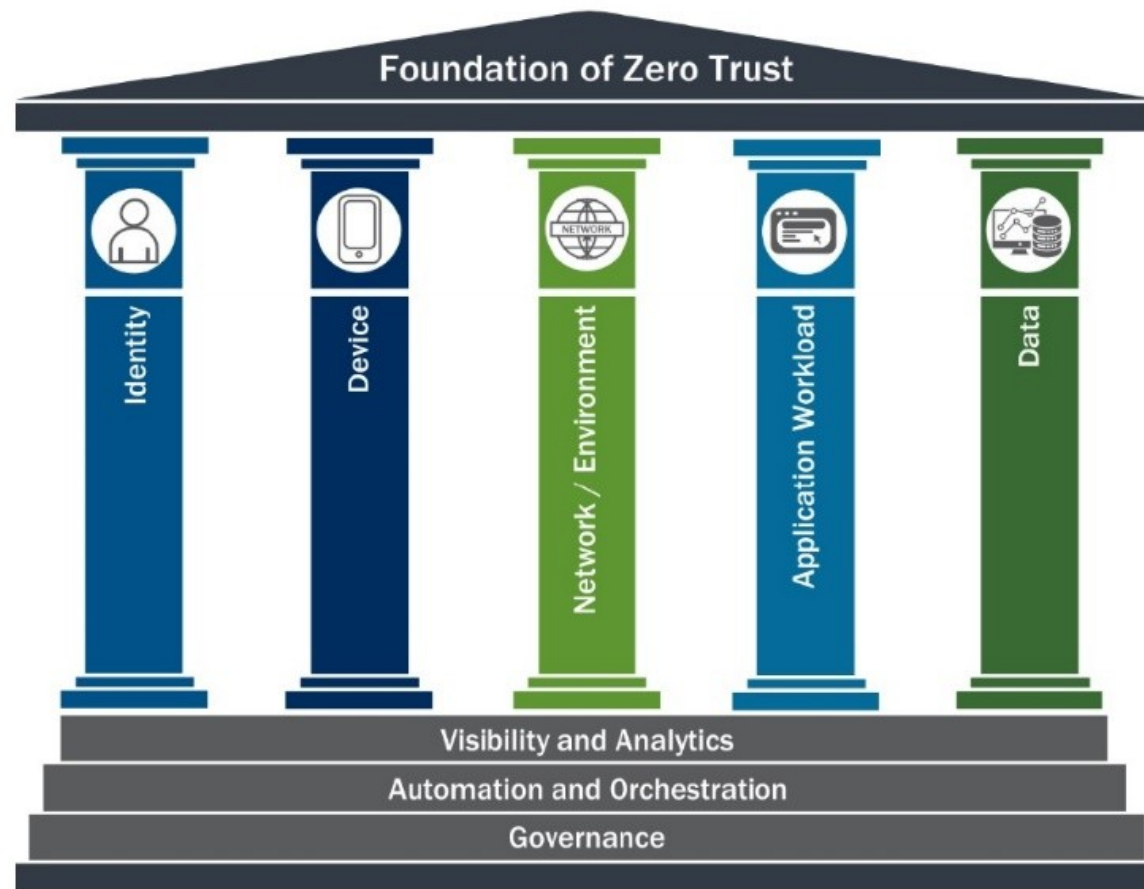 Foundation of Zero Trust
NETWORK
Identity
Device
Network / Environment
Application Workload
Data
Visibility and Analytics
Automation and Orchestration
Governance